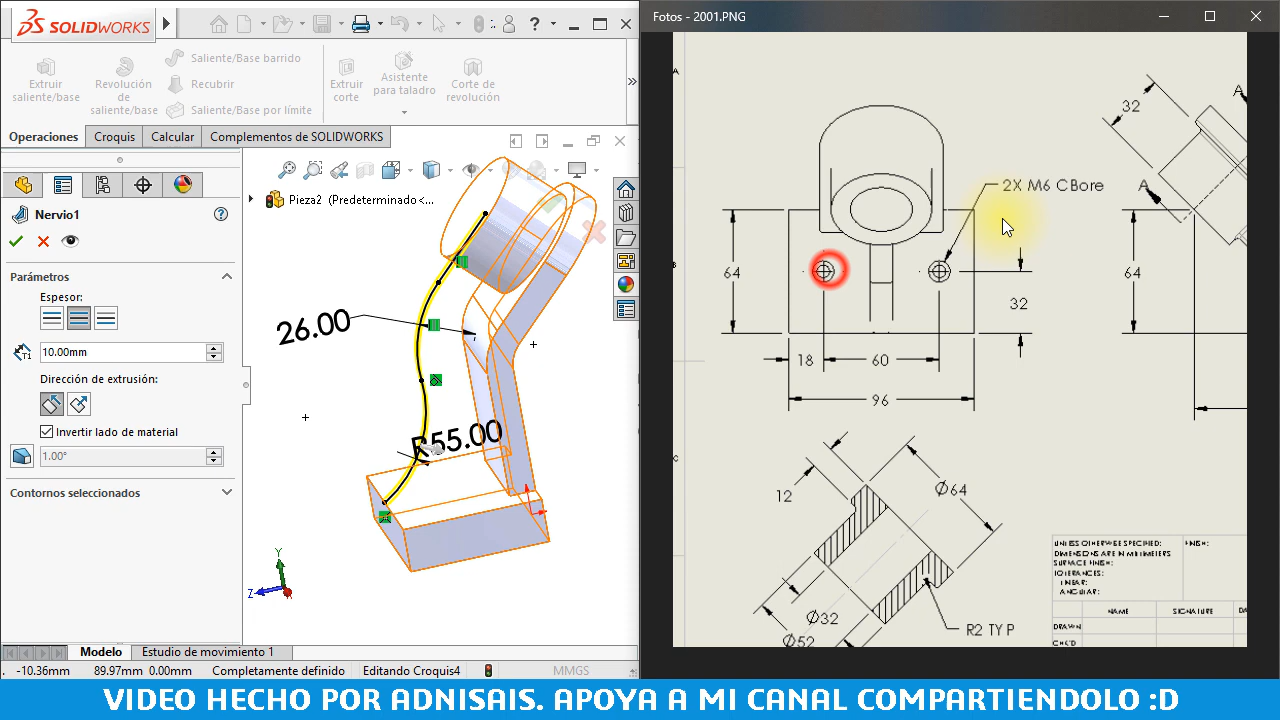 SOLIDWORKS
Extruir saliente/base
Revolución de saliente/base
Saliente/Base barrido
Recubrir
Saliente/Base por límite
Extruir corte
Asistente para taladro
Corte de revolución
»
Operaciones
Croquis
Calcular
Complementos de SOLIDWORKS
Nervio1
Parámetros
Espesor:
10.00mm
Dirección de extrusión:
Invertir lado de material
1.00°
Contornos seleccionados
Pieza2 (Predeterminado <...
26.00
R55.00
Y
Z
X
Modelo
Estudio de movimiento 1
-10.36mm
89.97mm
0.00mm
Completamente definido
Editando Croquis4
MMGS
Fotos - 2001.PNG
A
B
C
64
18
60
96
32
2X M6 CBore
32
A
A
64
12
Ø64
Ø32
Ø52
R2 TYP
UNLESS OTHERWISE SPECIFIED:
DIMENSIONS ARE IN MILLIMETERS
SURFACE FINISH:
TOLERANCES:
LINEAR:
ANGULAR:
FINISH:
NAME
SIGNATURE
DA
DRAWN
CHK'D
VIDEO HECHO POR ADNISAIS. APOYA A MI CANAL COMPARTIENDOLO :D